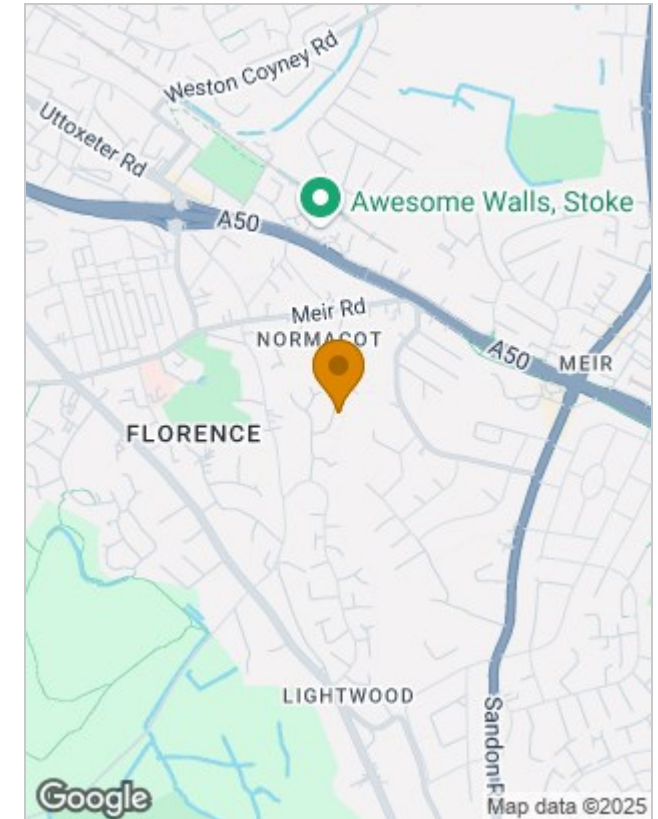 Weston Coyney Rd
Uttoxeter Rd
Awesome Walls, Stoke
A50
Meir Rd
NORMACOT
A50
MEIR
FLORENCE
LIGHTWOOD
Sandon R
Google
Map data ©2025